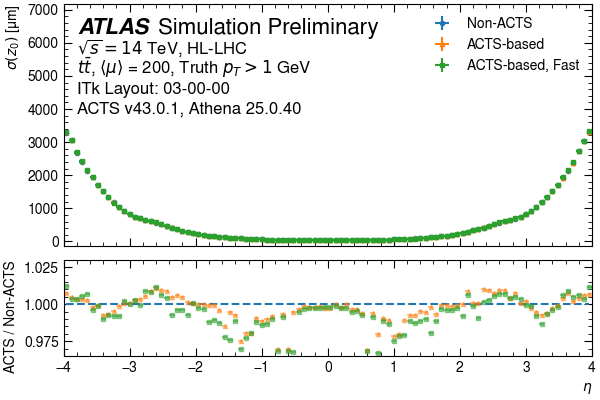 ATLAS Simulation Preliminary
√s = 14 TeV, HL-LHC
tt̄, ⟨μ⟩ = 200, Truth pT > 1 GeV
ITk Layout: 03-00-00
ACTS v43.0.1, Athena 25.0.40
Non-ACTS
ACTS-based
ACTS-based, Fast
σ(z₀) [μm]
7000
6000
5000
4000
3000
2000
1000
0
ACTS / Non-ACTS
1.025
1.000
0.975
−4 −3 −2 −1 0 1 2 3 4
η